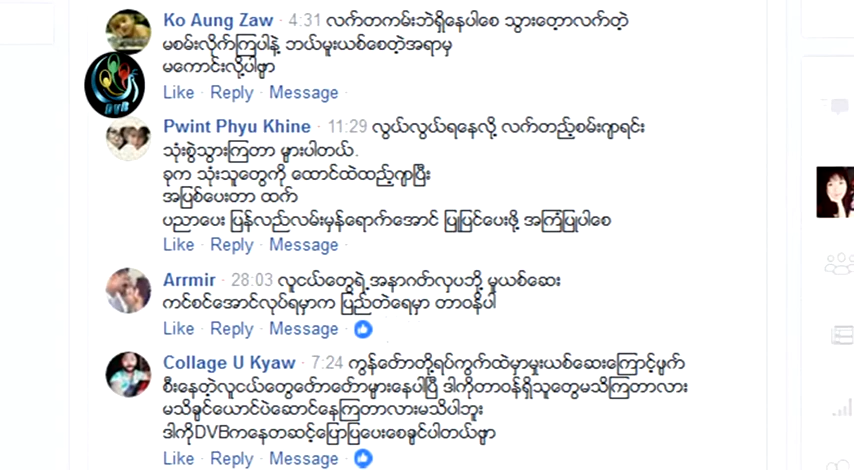 Ko Aung Zaw · 4:31 လက်တကမ်းဘဲရှိနေပါစေ သွားတော့လက်တဲ့
မစမ်းလိုက်ကြပါနဲ့ ဘယ်မူးယစ်စေတဲ့အရာမှ
မကောင်းလို့ပါဗျာ
Like · Reply · Message ·
DVB
Pwint Phyu Khine · 11:29 လွယ်လွယ်ရနေလို့ လက်တည့်စမ်းဂျာရင်း
သုံးစွဲသွားကြတာ များပါတယ်.
ခုက သုံးသူတွေကို ထောင်ထဲထည့်ဂျာပြီး
အပြစ်ပေးတာ ထက်
ပညာပေး ပြန်လည်လမ်းမှန်ရောက်အောင် ပြုပြင်ပေးဖို့ အကြံပြုပါစေ
Like · Reply · Message ·
Arrmir · 28:03 လူငယ်တွေရဲ့အနာဂတ်လှပဘို့ မူယစ်ဆေး
ကင်စင်အောင်လုပ်ရမှာက ပြည်တဲရေမှာ တာဝနိပါ
Like · Reply · Message ·
Collage U Kyaw · 7:24 ကွန်တော်တို့ရပ်ကွက်ထဲမှာမူးယစ်ဆေးကြောင့်ဖျက်
စီးနေတဲ့လူငယ်တွေတော်တော်များနေပါပြီ ဒါကိုတာဝန်ရှိသူတွေမသိကြတာလား
မသိချင်ယောင်ပဲဆောင်နေကြတာလားမသိပါဘူး
ဒါကိုDVBကနေတဆင့်ပြောပြပေးစေချင်ပါတယ်ဗျာ
Like · Reply · Message ·